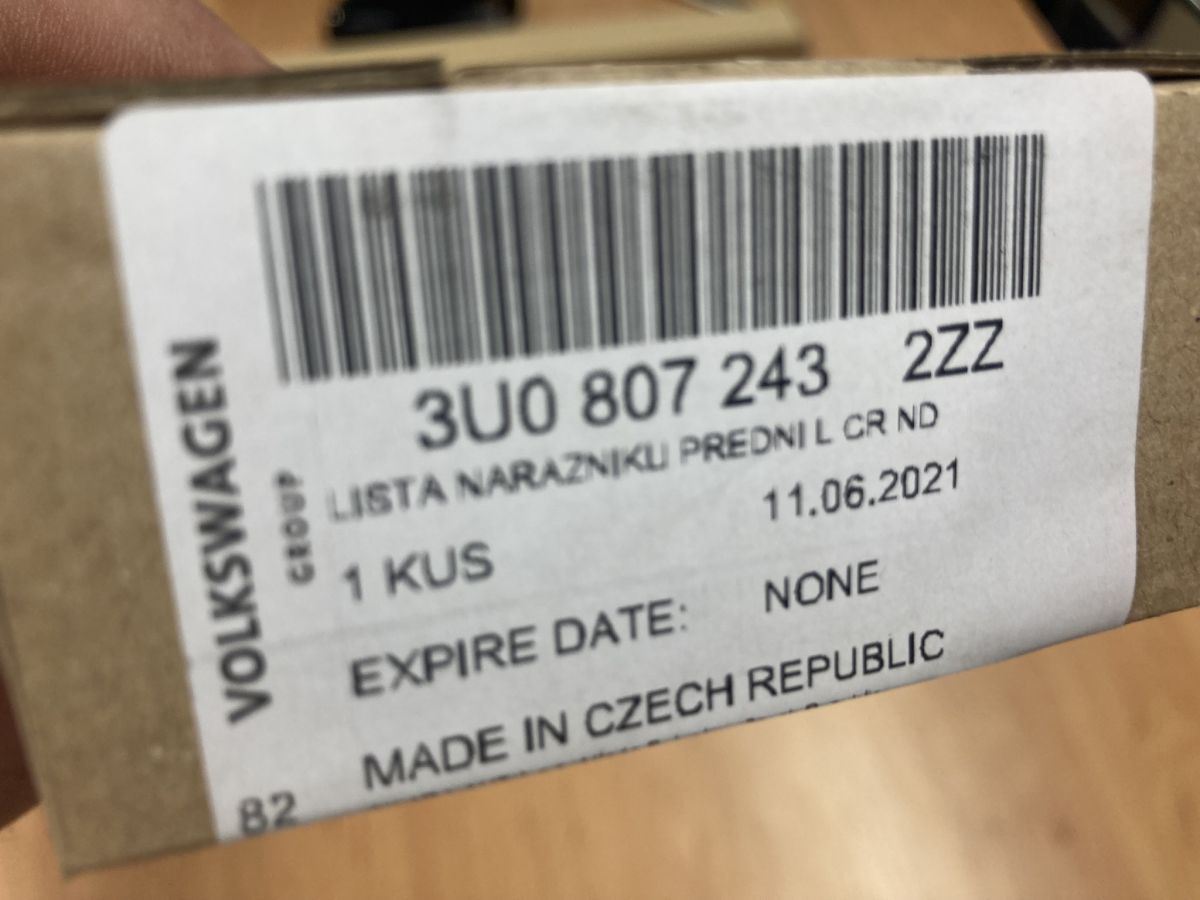 3U0 807 243 2ZZ
LISTA NARAZNIKU PREDNI L CR ND
1 KUS 11.06.2021
EXPIRE DATE: NONE
MADE IN CZECH REPUBLIC
82
VOLKSWAGEN
GROUP